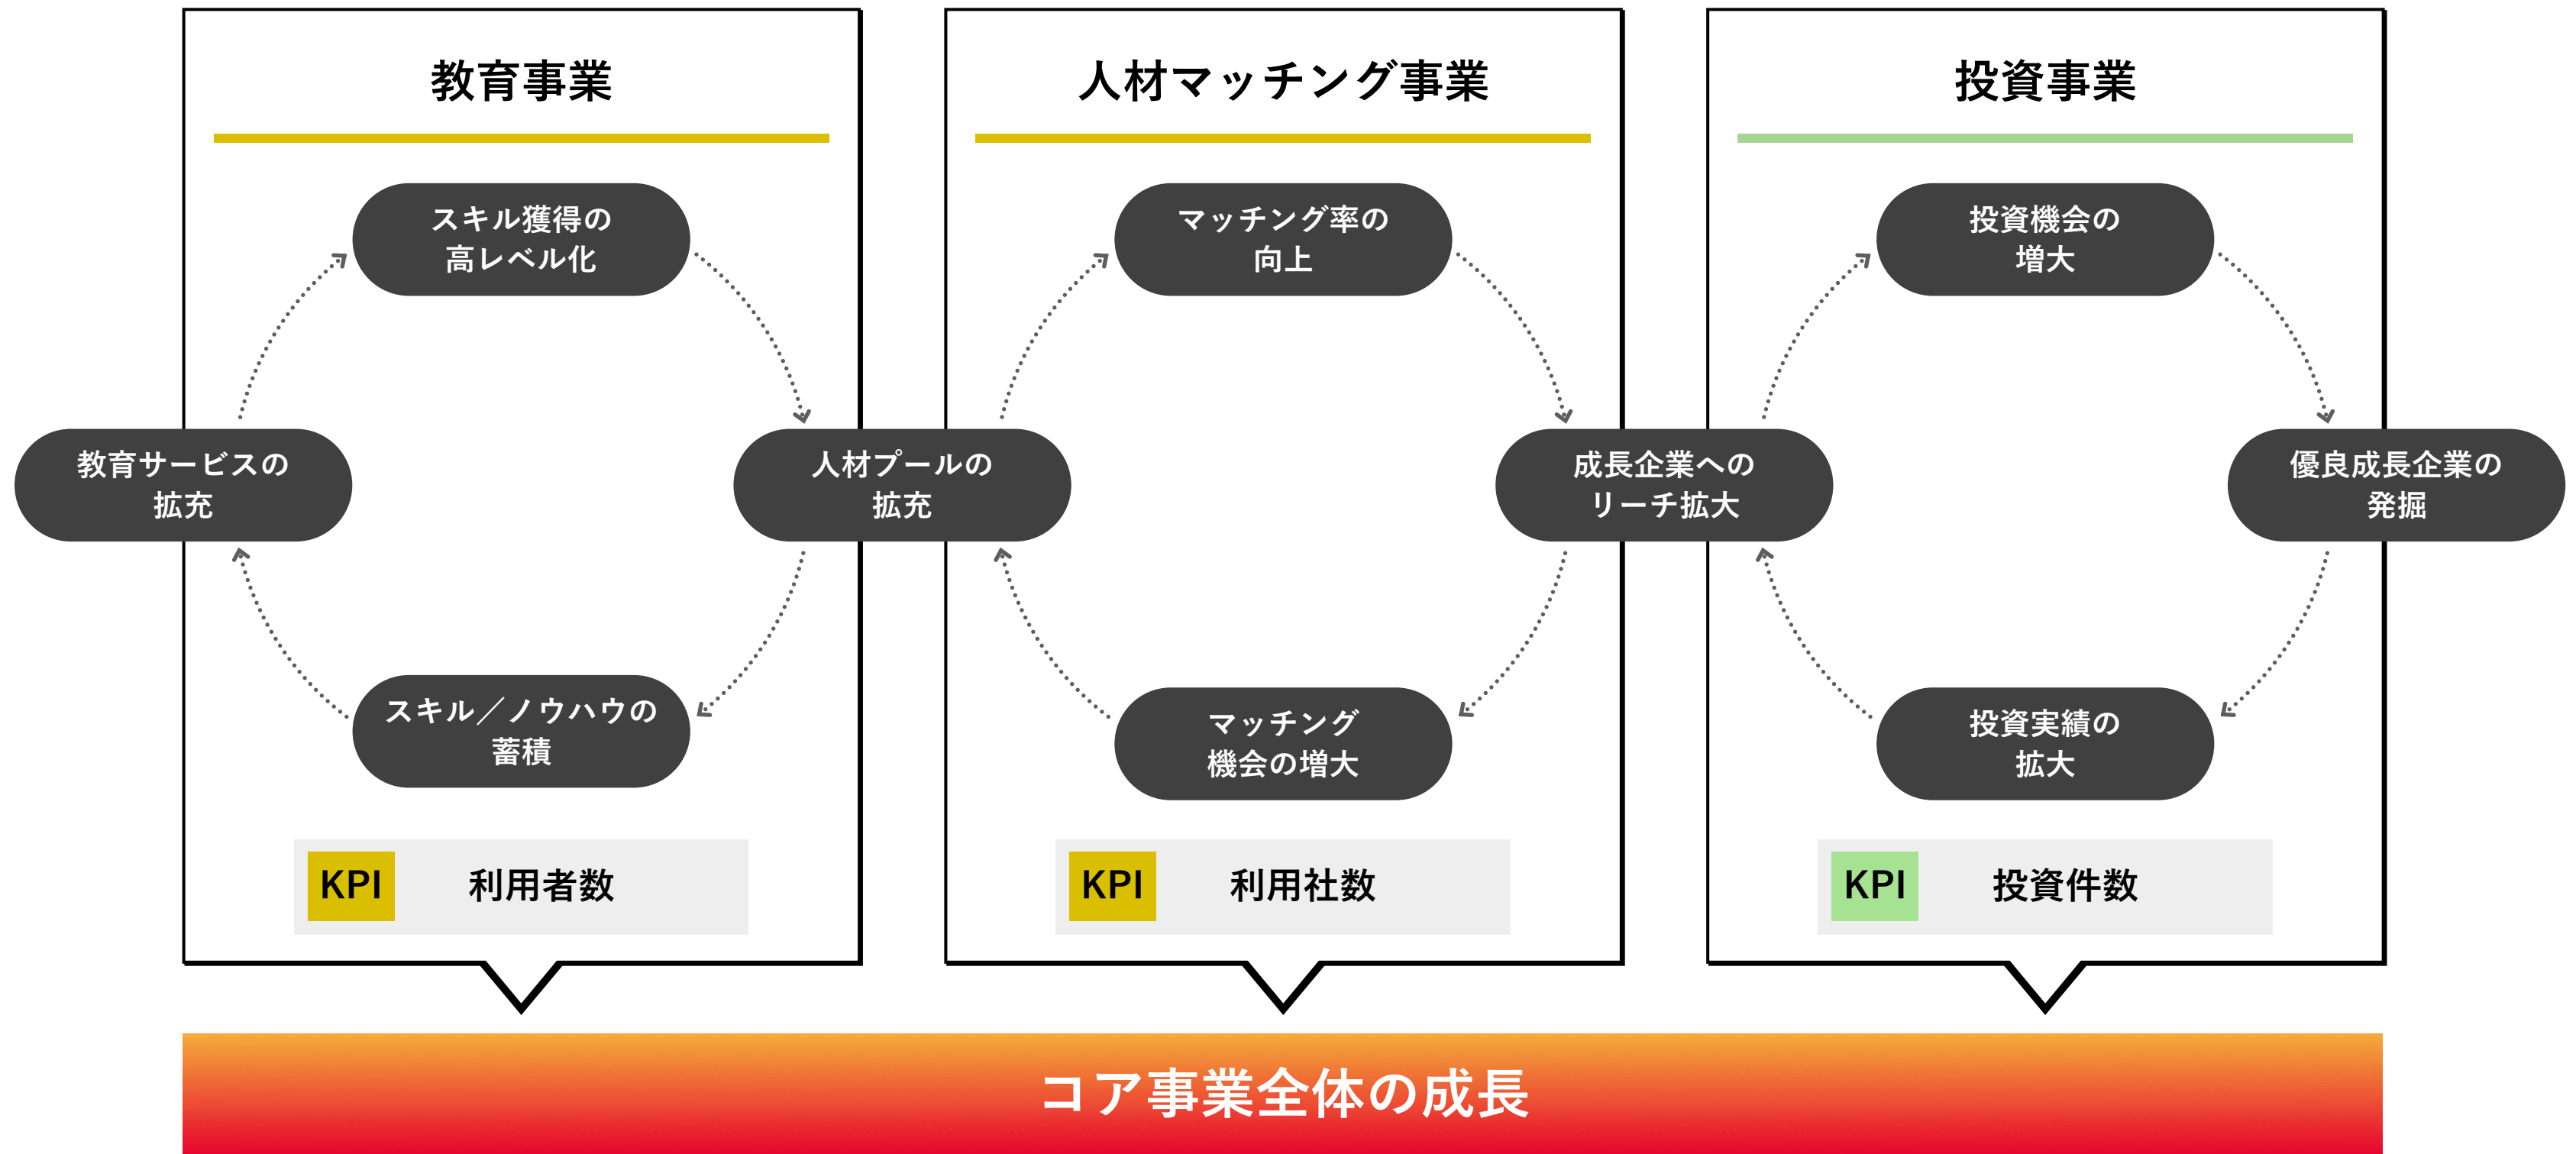 教育事業
人材マッチング事業
投資事業
スキル獲得の
高レベル化
マッチング率の
向上
投資機会の
増大
教育サービスの
拡充
人材プールの
拡充
成長企業への
リーチ拡大
優良成長企業の
発掘
スキル／ノウハウの
蓄積
マッチング
機会の増大
投資実績の
拡大
KPI 利用者数
KPI 利用社数
KPI 投資件数
コア事業全体の成長